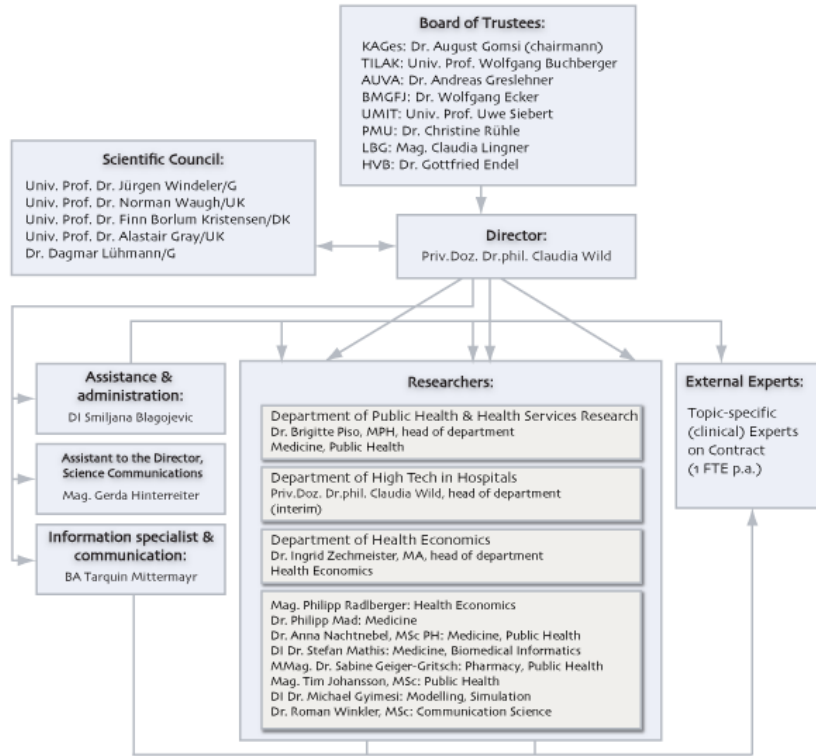 Board of Trustees:
KAGes: Dr. August Gomsi (chairmann)
TILAK: Univ. Prof. Wolfgang Buchberger
AUVA: Dr. Andreas Greslehner
BMGFJ: Dr. Wolfgang Ecker
UMIT: Univ. Prof. Uwe Siebert
PMU: Dr. Christine Rühle
LBG: Mag. Claudia Lingner
HVB: Dr. Gottfried Endel
Scientific Council:
Univ. Prof. Dr. Jürgen Windeler/G
Univ. Prof. Dr. Norman Waugh/UK
Univ. Prof. Dr. Finn Borlum Kristensen/DK
Univ. Prof. Dr. Alastair Gray/UK
Dr. Dagmar Lühmann/G
Director:
Priv.Doz. Dr.phil. Claudia Wild
Assistance &
administration:
DI Smiljana Blagojevic
Assistant to the Director,
Science Communications
Mag. Gerda Hinterreiter
Information specialist &
communication:
BA Tarquin Mittermayr
Researchers:
Department of Public Health & Health Services Research
Dr. Brigitte Piso, MPH, head of department
Medicine, Public Health
Department of High Tech in Hospitals
Priv.Doz. Dr.phil. Claudia Wild, head of department
(interim)
Department of Health Economics
Dr. Ingrid Zechmeister, MA, head of department
Health Economics
Mag. Philipp Radlberger: Health Economics
Dr. Philipp Mad: Medicine
Dr. Anna Nachtnebel, MSc PH: Medicine, Public Health
DI Dr. Stefan Mathis: Medicine, Biomedical Informatics
MMag. Dr. Sabine Geiger-Gritsch: Pharmacy, Public Health
Mag. Tim Johansson, MSc: Public Health
DI Dr. Michael Gyimesi: Modelling, Simulation
Dr. Roman Winkler, MSc: Communication Science
External Experts:
Topic-specific
(clinical) Experts
on Contract
(1 FTE p.a.)